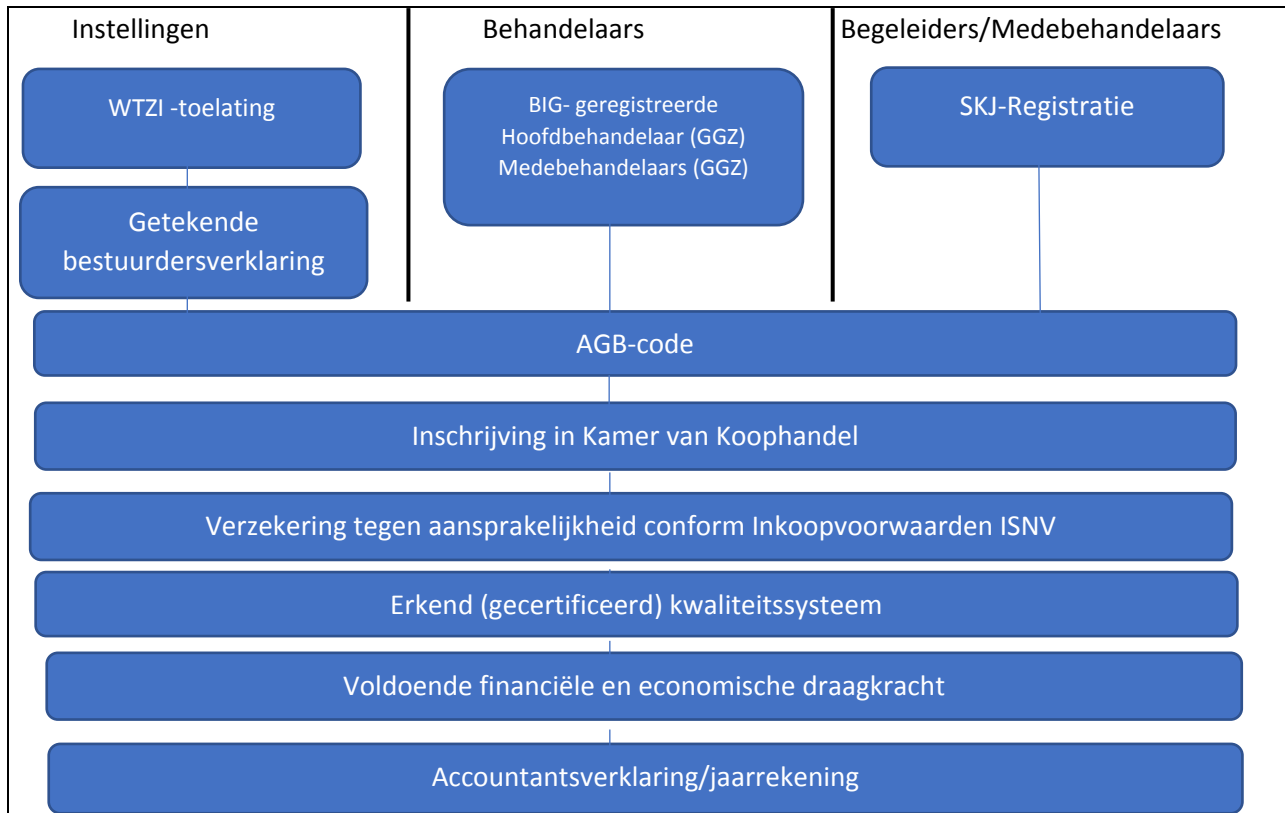 Instellingen
Behandelaars
Begeleiders/Medebehandelaars
WTZI -toelating
BIG- geregistreerde
Hoofdbehandelaar (GGZ)
Medebehandelaars (GGZ)
SKJ-Registratie
Getekende
bestuurdersverklaring
AGB-code
Inschrijving in Kamer van Koophandel
Verzekering tegen aansprakelijkheid conform Inkoopvoorwaarden ISNV
Erkend (gecertificeerd) kwaliteitssysteem
Voldoende financiële en economische draagkracht
Accountantsverklaring/jaarrekening